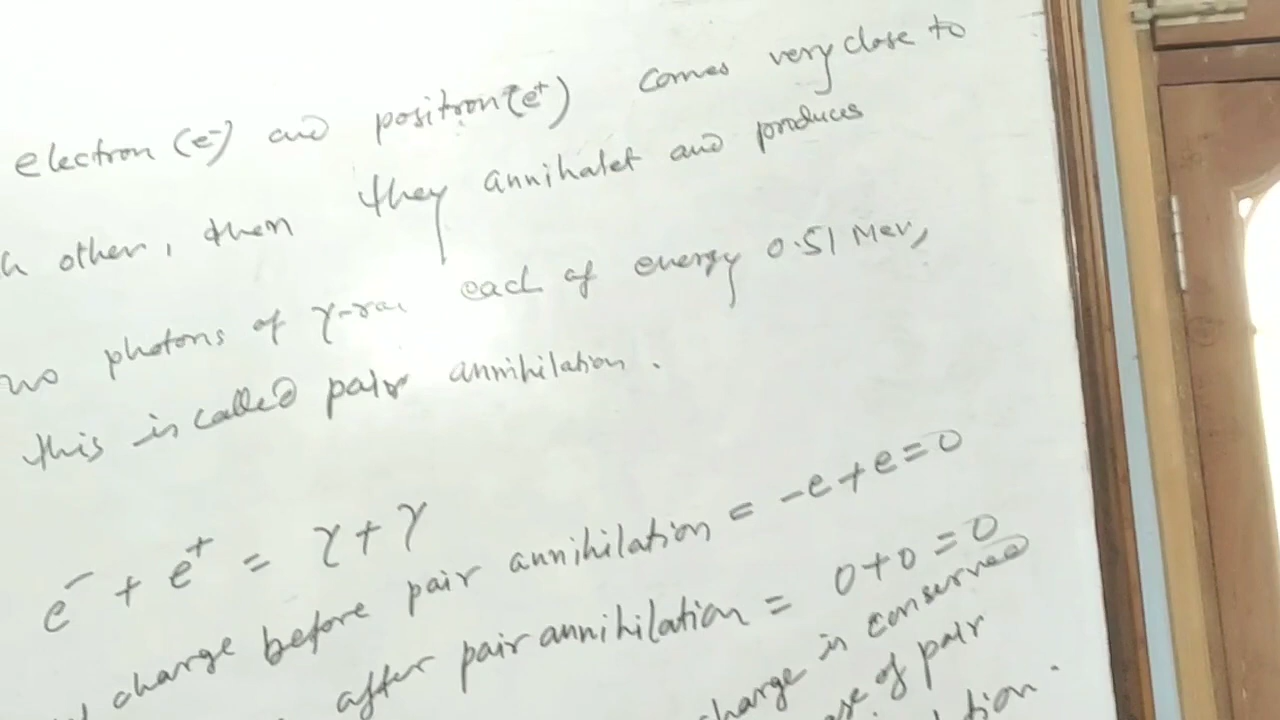 electron (e-) and positron (e+) comes very close to
h other, then they annihalet and produces
wo photons of γ-ra each of energy 0.51 Mev,
this is called pair annihilation.
e- + e+ = γ + γ
charge before pair annihilation = -e+e=0
after pair annihilation = 0+0=0
charge is conserved
of pair
tion.